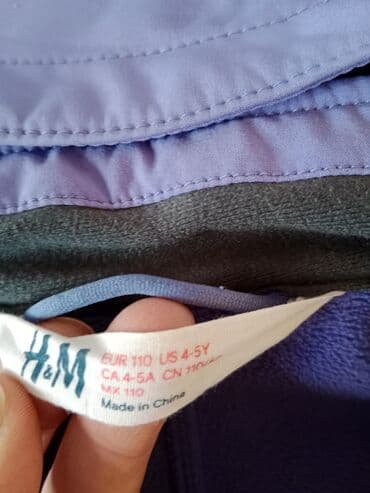 H&M
EUR 110 US 4-5Y
CA 4-5A CN
MX 110
Made in China